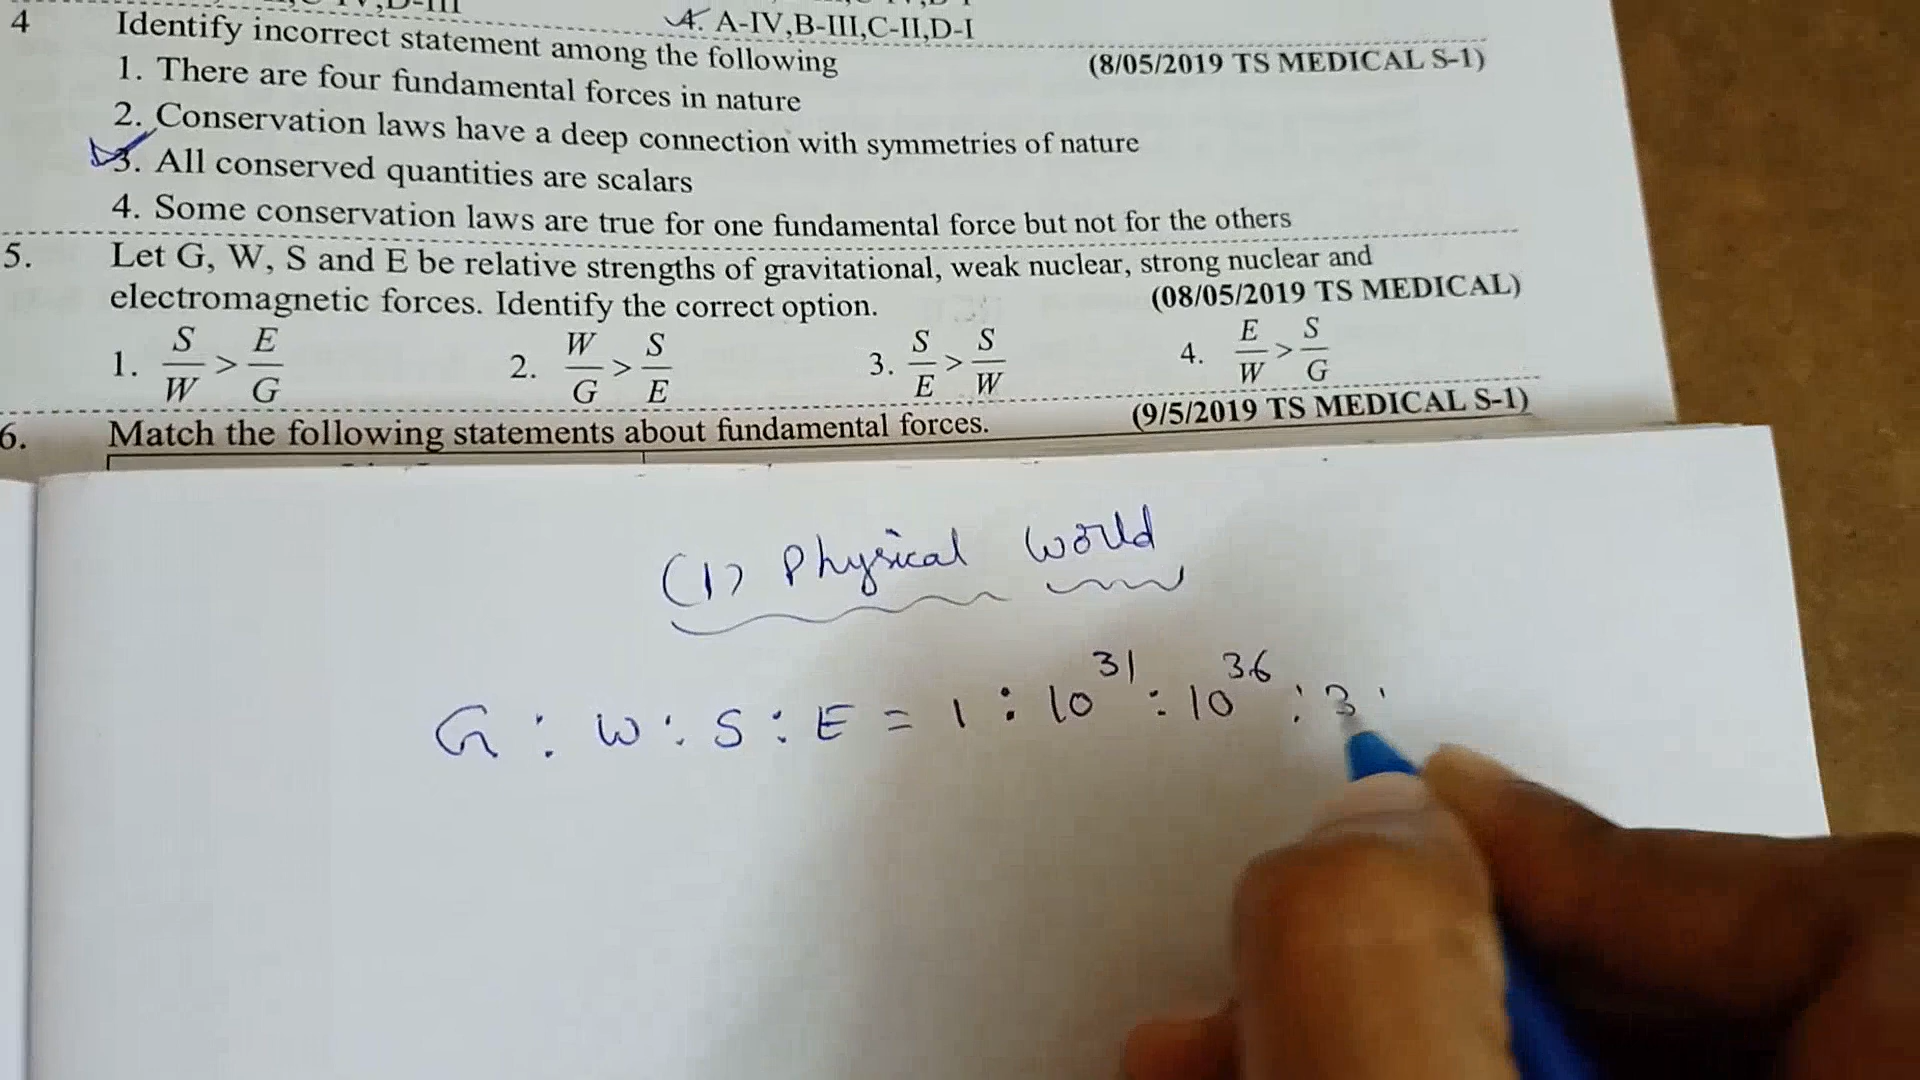 4. A-IV,B-III,C-II,D-I
4 Identify incorrect statement among the following (8/05/2019 TS MEDICAL S-1)
1. There are four fundamental forces in nature
2. Conservation laws have a deep connection with symmetries of nature
3. All conserved quantities are scalars
4. Some conservation laws are true for one fundamental force but not for the others
5. Let G, W, S and E be relative strengths of gravitational, weak nuclear, strong nuclear and
electromagnetic forces. Identify the correct option. (08/05/2019 TS MEDICAL)
1. S/W > E/G 2. W/G > S/E 3. S/E > S/W 4. E/W > S/G
6. Match the following statements about fundamental forces. (9/5/2019 TS MEDICAL S-1)
(1) Physical World
G : W : S : E = 1 : 10^31 : 10^36 : 3